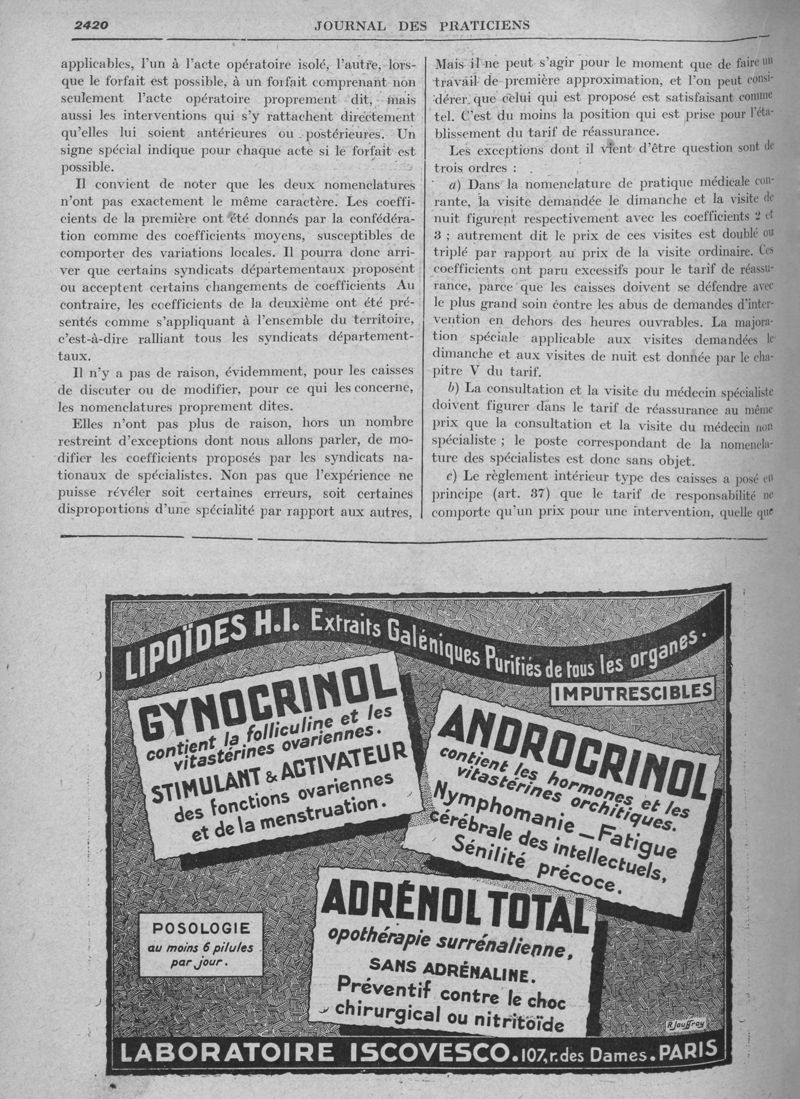 2420
JOURNAL DES PRATICIENS
applicables, l'un à l'acte opératoire isolé, l'autre, lors-
que le forfait est possible, à un forfait comprenant non
seulement l'acte opératoire proprement dit, mais
aussi les interventions qui s'y rattachent directement
qu'elles lui soient antérieures ou postérieures. Un
signe spécial indique pour chaque acte si le forfait est
possible.
Il convient de noter que les deux nomenclatures
n'ont pas exactement le même caractère. Les coeffi-
cients de la première ont été donnés par la confédéra-
tion comme des coefficients moyens, susceptibles de
comporter des variations locales. Il pourra donc arri-
ver que certains syndicats départementaux proposent
ou acceptent certains changements de coefficients Au
contraire, les coefficients de la deuxième ont été pré-
sentés comme s'appliquant à l'ensemble du territoire,
c'est-à-dire ralliant tous les syndicats département-
taux.
Il n'y a pas de raison, évidemment, pour les caisses
de discuter ou de modifier, pour ce qui les concerne,
les nomenclatures proprement dites.
Elles n'ont pas plus de raison, hors un nombre
restreint d'exceptions dont nous allons parler, de mo-
difier les coefficients proposés par les syndicats na-
tionaux de spécialistes. Non pas que l'expérience ne
puisse révéler soit certaines erreurs, soit certaines
disproportions d'une spécialité par rapport aux autres,
Mais il ne peut s'agir pour le moment que de faire un
travail de première approximation, et l'on peut consi-
dérer que celui qui est proposé est satisfaisant comme
tel. C'est du moins la position qui est prise pour l'éta-
blissement du tarif de réassurance.
Les exceptions dont il vient d'être question sont de
trois ordres :
a) Dans la nomenclature de pratique médicale cou-
rante, la visite demandée le dimanche et la visite de
nuit figurent respectivement avec les coefficients 2 et
3 ; autrement dit le prix de ces visites est doublé ou
triplé par rapport au prix de la visite ordinaire. Ces
coefficients ont paru excessifs pour le tarif de réassu-
rance, parce que les caisses doivent se défendre avec
le plus grand soin contre les abus de demandes d'inter-
vention en dehors des heures ouvrables. La majora-
tion spéciale applicable aux visites demandées le
dimanche et aux visites de nuit est donnée par le cha-
pitre V du tarif.
b) La consultation et la visite du médecin spécialiste
doivent figurer dans le tarif de réassurance au même
prix que la consultation et la visite du médecin non
spécialiste ; le poste correspondant de la nomencla-
ture des spécialistes est donc sans objet.
c) Le règlement intérieur type des caisses a posé en
principe (art. 37) que le tarif de responsabilité ne
comporte qu'un prix pour une intervention, quelle que
LIPOÏDES H.I. Extraits Galéniques Purifiés de tous les organes.
IMPUTRESCIBLES
GYNOCRINOL
contient la folliculine et les
vitastérines ovariennes.
STIMULANT & ACTIVATEUR
des fonctions ovariennes
et de la menstruation.
ANDROCRINOL
contient les hormones et les
vitastérines orchitiques.
Nymphomanie _ Fatigue
cérébrale des intellectuels,
Sénilité précoce.
ADRÉNOL TOTAL
opothérapie surrénalienne,
SANS ADRÉNALINE.
Préventif contre le choc
chirurgical ou nitritoïde
POSOLOGIE
au moins 6 pilules
par jour.
R. Jouffroy
LABORATOIRE ISCOVESCO. 107, r. des Dames. PARIS